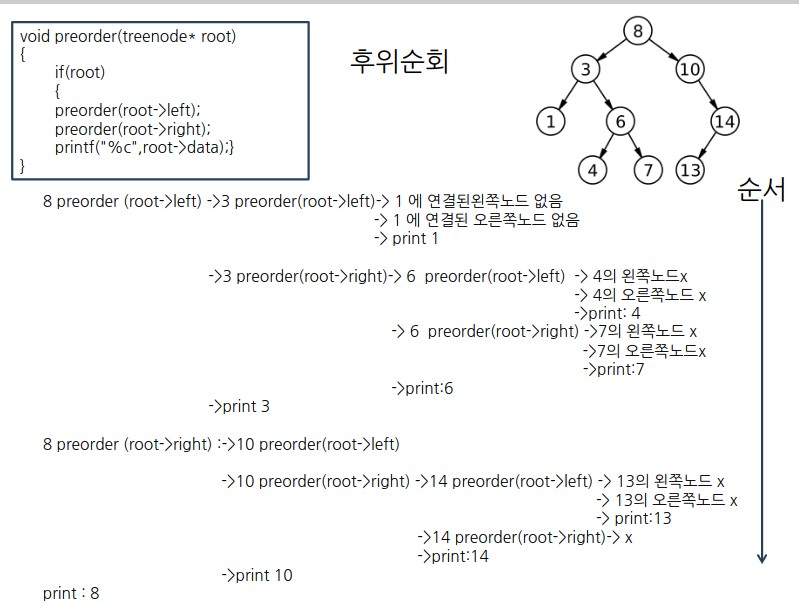 void preorder(treenode* root)
{
if(root)
{
preorder(root->left);
preorder(root->right);
printf("%c",root->data);}
}
후위순회
8
3
10
1
6
14
4
7
13
순서
8 preorder (root->left) ->3 preorder(root->left)-> 1 에 연결된왼쪽노드 없음
-> 1 에 연결된 오른쪽노드 없음
-> print 1
->3 preorder(root->right)-> 6 preorder(root->left) -> 4의 왼쪽노드x
-> 4의 오른쪽노드 x
->print: 4
-> 6 preorder(root->right) ->7의 왼쪽노드 x
->7의 오른쪽노드x
->print:7
->print:6
->print 3
8 preorder (root->right) :->10 preorder(root->left)
->10 preorder(root->right) ->14 preorder(root->left) -> 13의 왼쪽노드 x
-> 13의 오른쪽노드 x
-> print:13
->14 preorder(root->right)-> x
->print:14
->print 10
print : 8